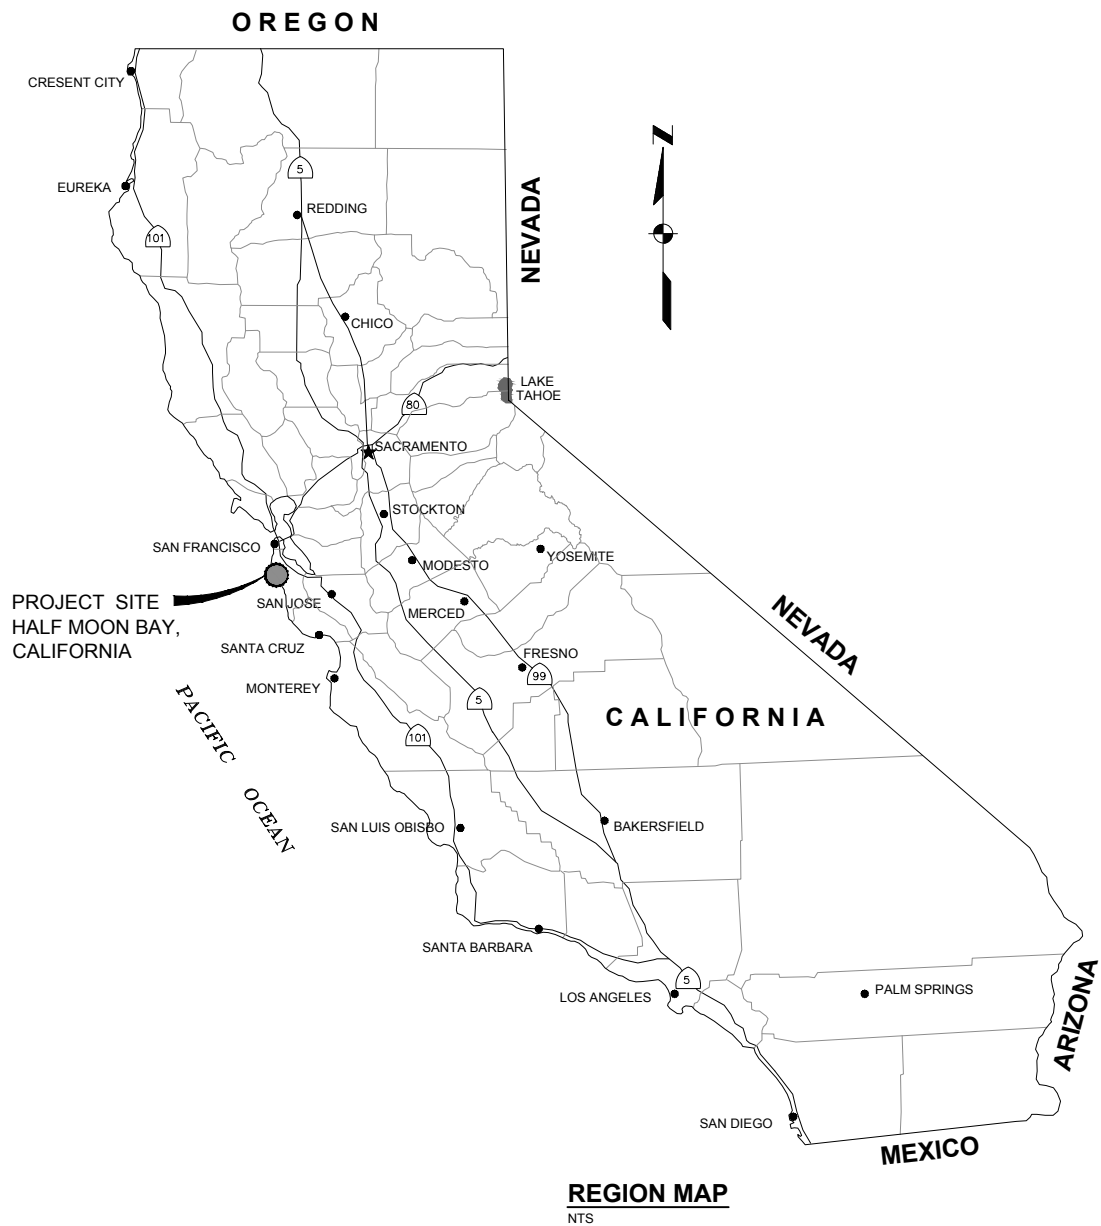 OREGON
CRESENT CITY
N
5
EUREKA
NEVADA
REDDING
101
CHICO
LAKE
TAHOE
80
SACRAMENTO
STOCKTON
SAN FRANCISCO
YOSEMITE
MODESTO
PROJECT SITE
HALF MOON BAY,
CALIFORNIA
SAN JOSE
MERCED
NEVADA
SANTA CRUZ
FRESNO
99
MONTEREY
5
PACIFIC
OCEAN
CALIFORNIA
101
SAN LUIS OBISBO
BAKERSFIELD
SANTA BARBARA
5
LOS ANGELES
PALM SPRINGS
ARIZONA
SAN DIEGO
MEXICO
REGION MAP
NTS